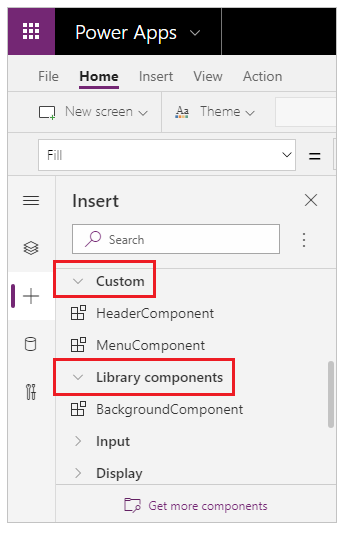 Power Apps
File Home Insert View Action
New screen Aa Theme
Fill =
Insert
Search
Custom
HeaderComponent
MenuComponent
Library components
BackgroundComponent
Input
Display
Get more components